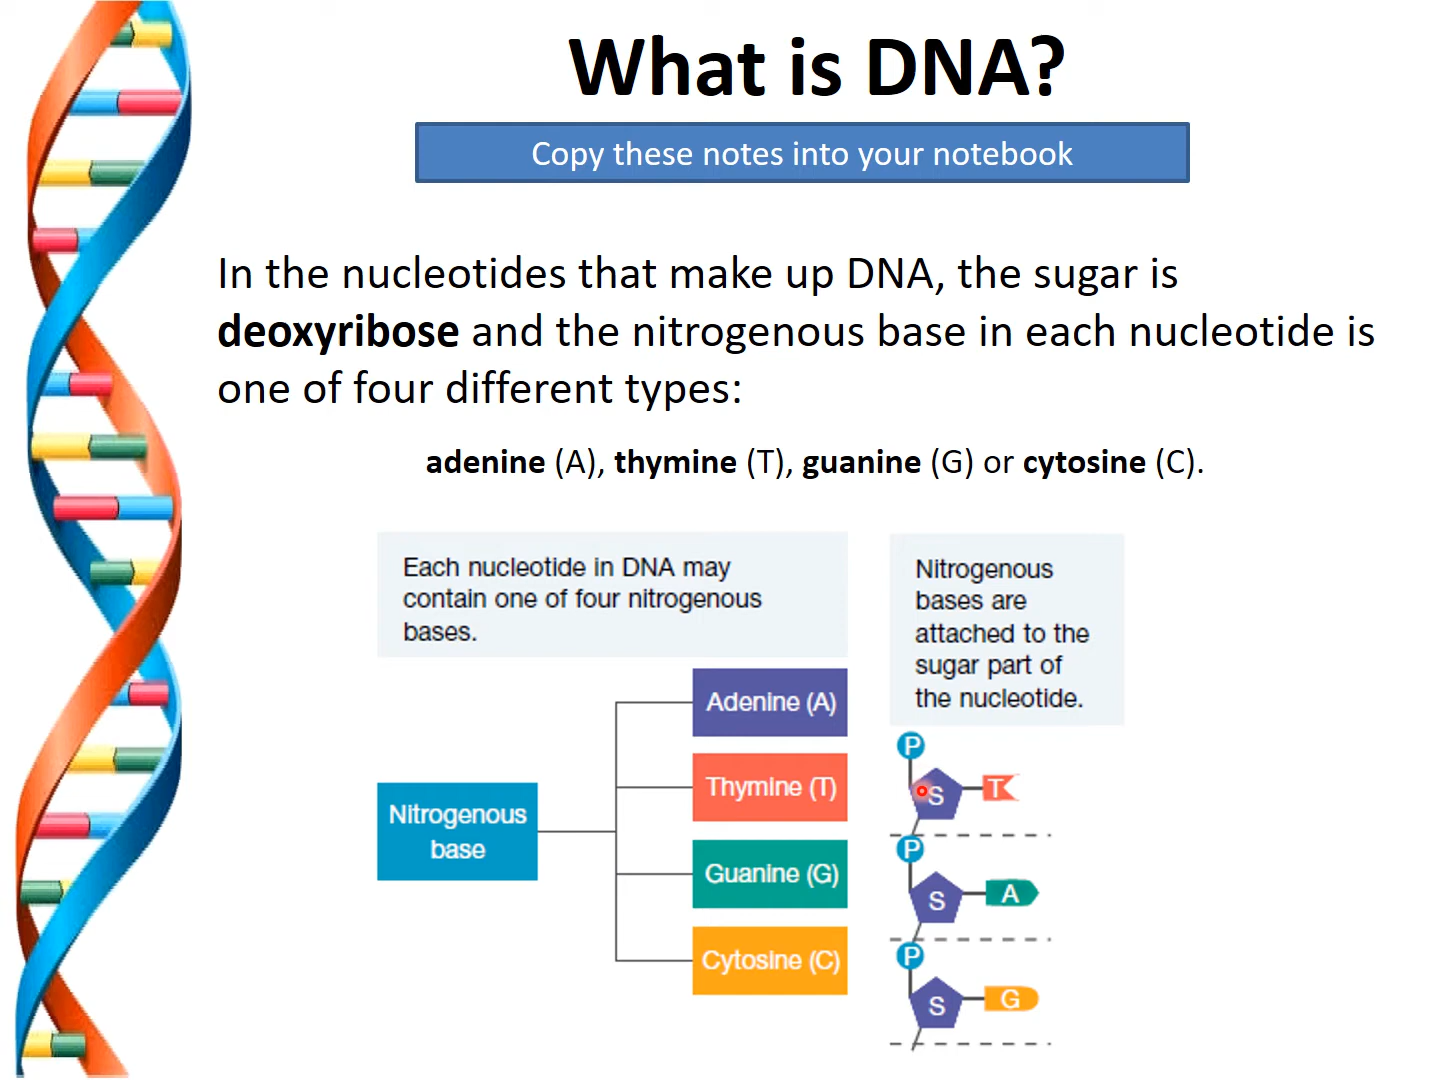 What is DNA?
Copy these notes into your notebook
In the nucleotides that make up DNA, the sugar is
deoxyribose and the nitrogenous base in each nucleotide is
one of four different types:
adenine (A), thymine (T), guanine (G) or cytosine (C).
Each nucleotide in DNA may
contain one of four nitrogenous
bases.
Nitrogenous
base
Adenine (A)
Thymine (T)
Guanine (G)
Cytosine (C)
Nitrogenous
bases are
attached to the
sugar part of
the nucleotide.
P
S T
P
S A
P
S G